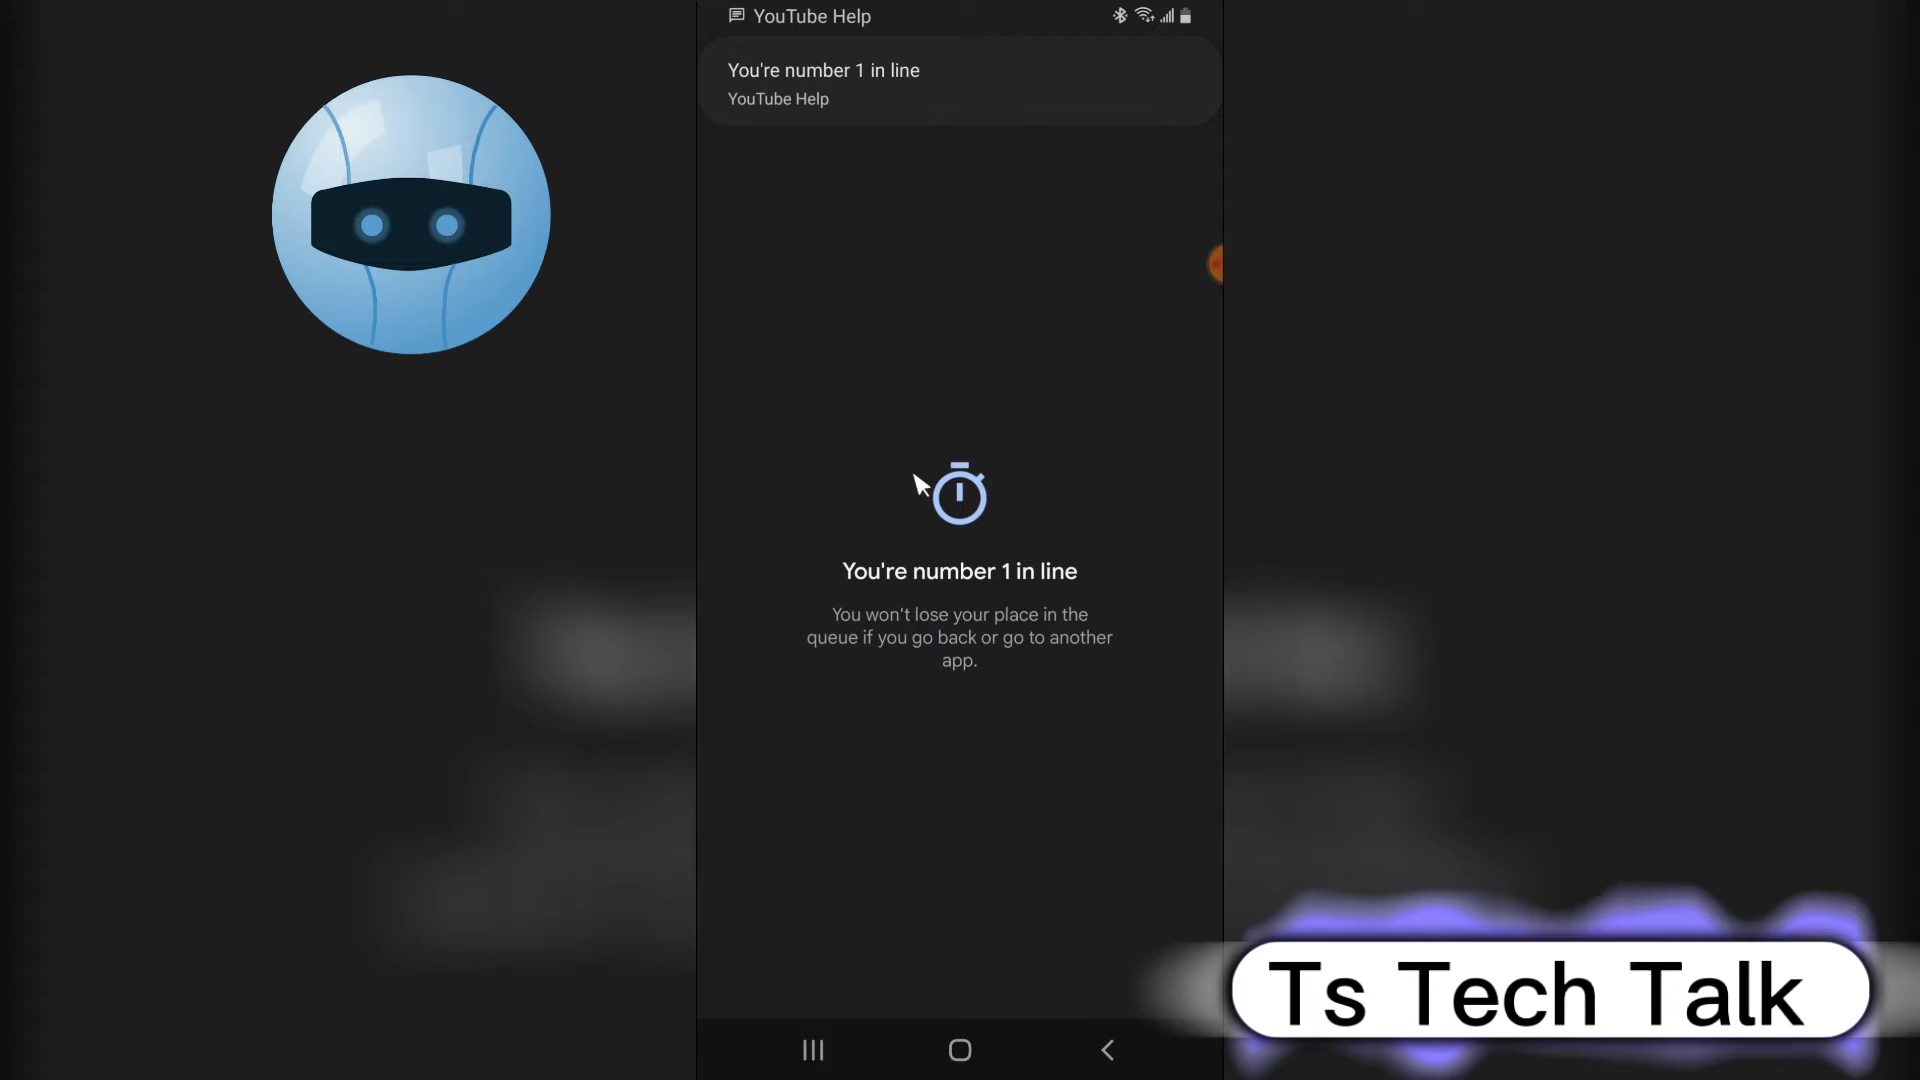 YouTube Help
You're number 1 in line
YouTube Help
You're number 1 in line
You won't lose your place in the
queue if you go back or go to another
app.
Ts Tech Talk